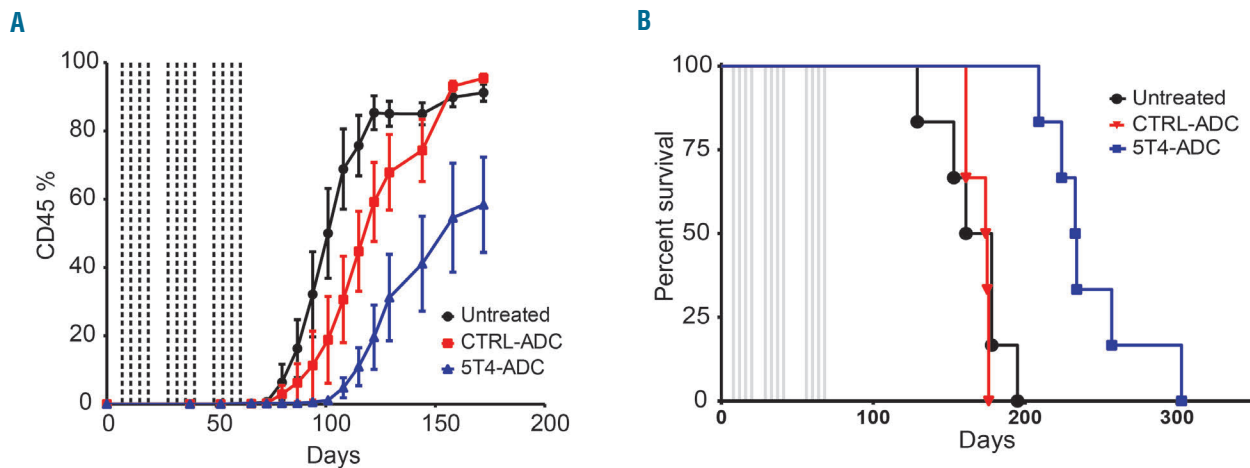 A
100
80
60
40
20
0
CD45 %
0
50
100
150
200
Days
Untreated
CTRL-ADC
5T4-ADC
B
100
75
50
25
0
Percent survival
100
200
300
Days
Untreated
CTRL-ADC
5T4-ADC